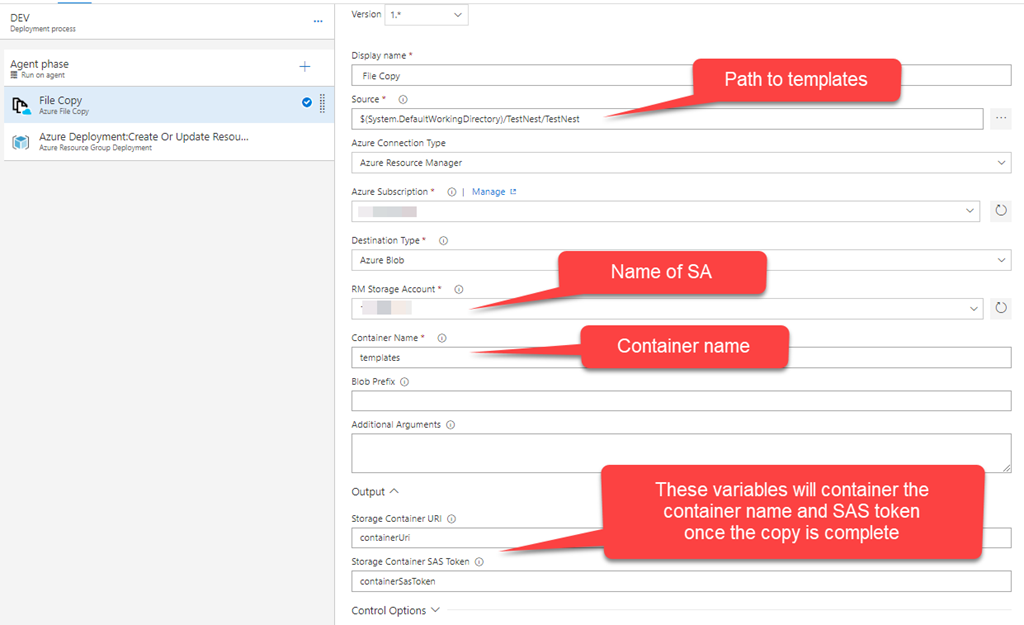 DEV
Deployment process
...
Agent phase
Run on agent
+
File Copy
Azure File Copy
Azure Deployment:Create Or Update Resou...
Azure Resource Group Deployment
Version 1.*
Display name *
File Copy
Source *
$(System.DefaultWorkingDirectory)/TestNest/TestNest
...
Path to templates
Azure Connection Type
Azure Resource Manager
Azure Subscription * | Manage
Destination Type *
Azure Blob
Name of SA
RM Storage Account *
Container Name *
templates
Container name
Blob Prefix
Additional Arguments
Output
These variables will container the
container name and SAS token
once the copy is complete
Storage Container URI
containerUri
Storage Container SAS Token
containerSasToken
Control Options